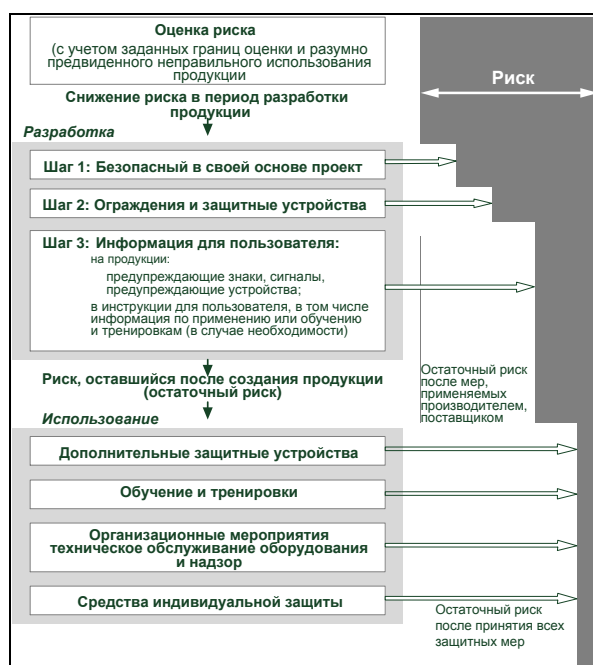 Оценка риска
(с учетом заданных границ оценки и разумно
предвиденного неправильного использования
продукции
Риск
Снижение риска в период разработки
продукции
Разработка
Шаг 1: Безопасный в своей основе проект
Шаг 2: Ограждения и защитные устройства
Шаг 3: Информация для пользователя:
на продукции:
предупреждающие знаки, сигналы,
предупреждающие устройства;
в инструкции для пользователя, в том числе
информация по применению или обучению
и тренировкам (в случае необходимости)
Риск, оставшийся после создания продукции
(остаточный риск)
Остаточный риск
после мер,
применяемых
производителем,
поставщиком
Использование
Дополнительные защитные устройства
Обучение и тренировки
Организационные мероприятия
техническое обслуживание оборудования
и надзор
Средства индивидуальной защиты
Остаточный риск
после принятия всех
защитных мер